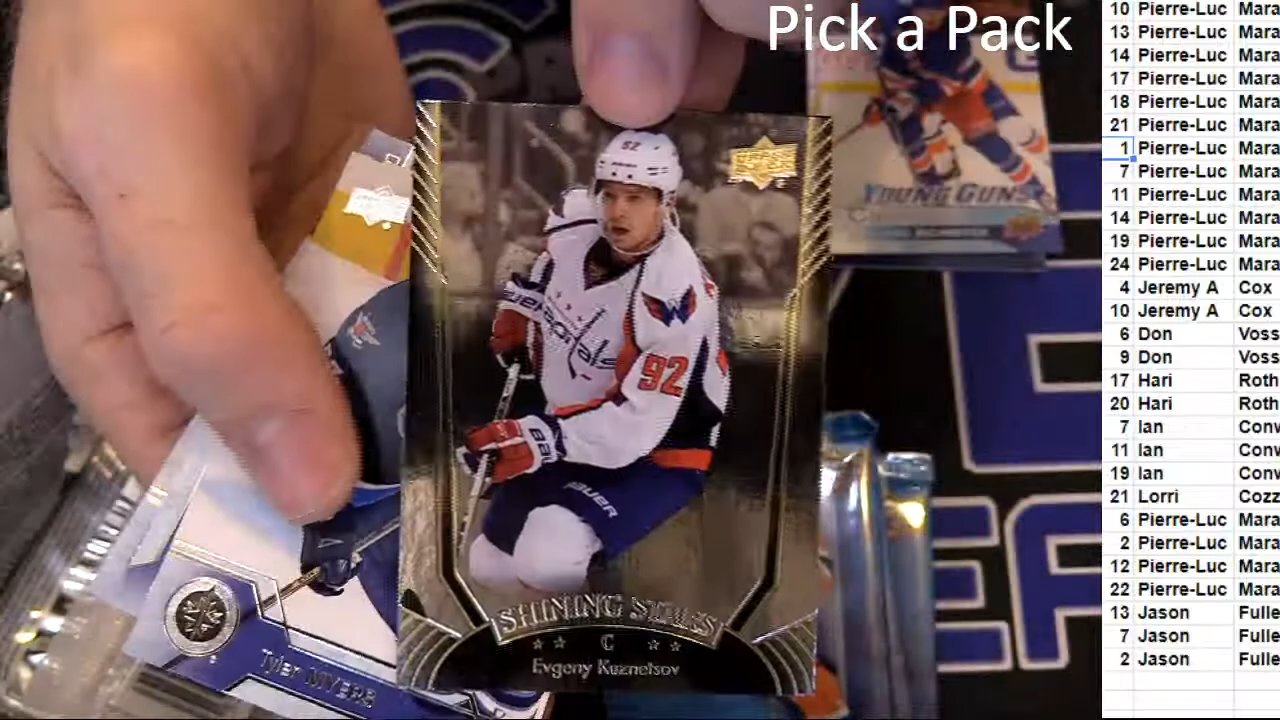 Pick a Pack
92
UPPER DECK
Capitals
92
BAUER
BAUER
SHINING STARS
C
Evgeny Kuznetsov
YOUNG GUNS
Tyler MYERS
10 Pierre-Luc Mara
13 Pierre-Luc Mara
14 Pierre-Luc Mara
17 Pierre-Luc Mara
18 Pierre-Luc Mara
21 Pierre-Luc Mara
1 Pierre-Luc Mara
7 Pierre-Luc Mara
11 Pierre-Luc Mara
14 Pierre-Luc Mara
19 Pierre-Luc Mara
24 Pierre-Luc Mara
4 Jeremy A Cox
10 Jeremy A Cox
6 Don Voss
9 Don Voss
17 Hari Roth
20 Hari Roth
7 Ian Conv
11 Ian Conv
19 Ian Conv
21 Lorri Cozz
6 Pierre-Luc Mara
2 Pierre-Luc Mara
12 Pierre-Luc Mara
22 Pierre-Luc Mara
13 Jason Fulle
7 Jason Fulle
2 Jason Fulle